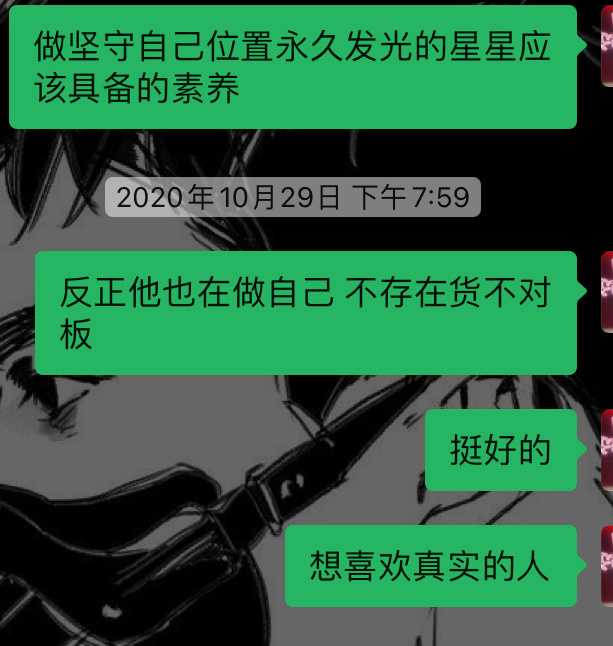 做坚守自己位置永久发光的星星应
该具备的素养
2020年10月29日 下午7:59
反正他也在做自己 不存在货不对
板
挺好的
想喜欢真实的人